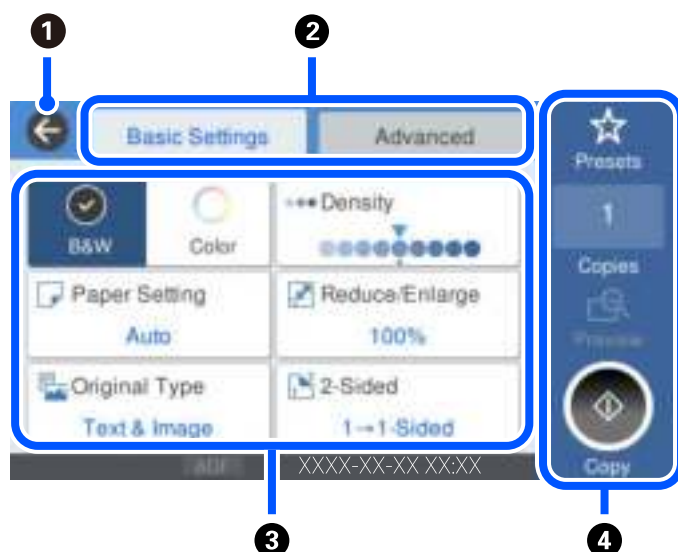 1
2
Basic Settings
Advanced
Presets
1
Copies
B&W
Color
Density
Paper Setting
Auto
Reduce/Enlarge
100%
Preview
Original Type
Text & Image
2-Sided
1→1-Sided
Copy
XXXX-XX-XX XX:XX
3
4